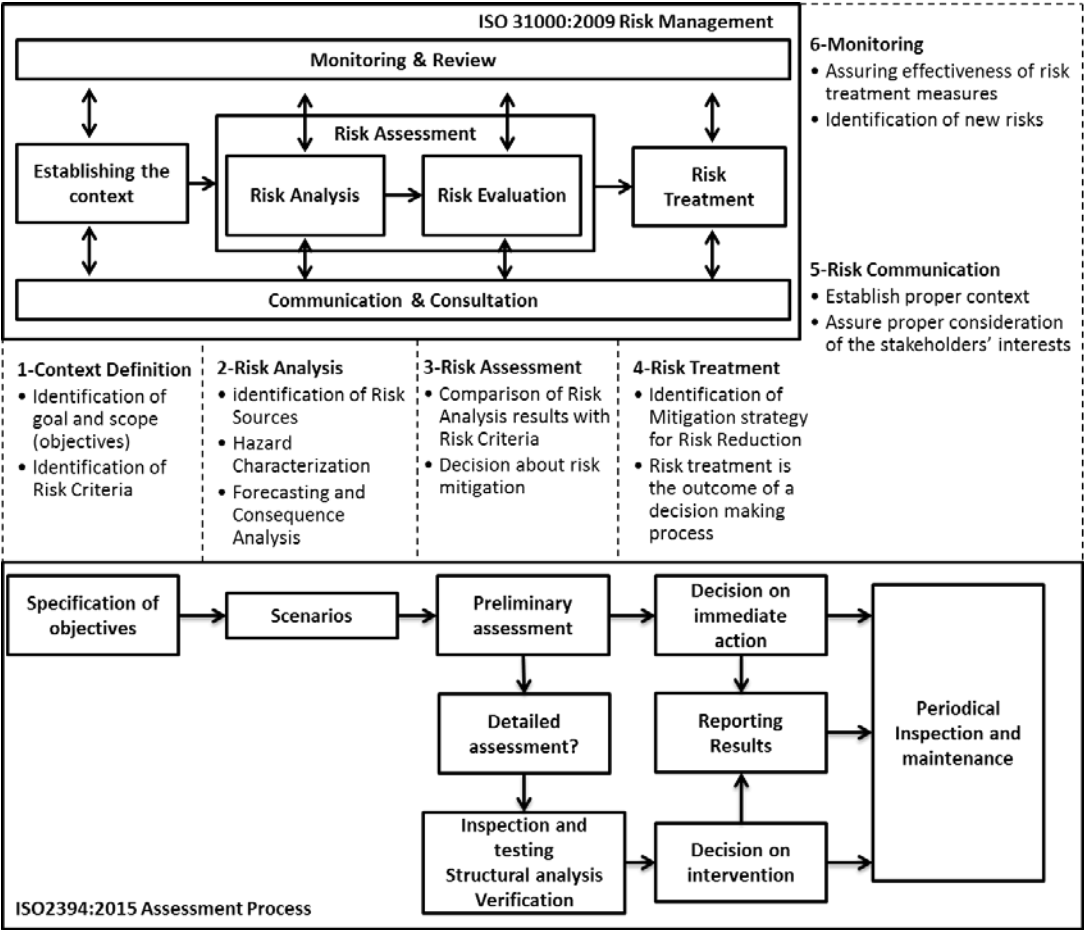 ISO 31000:2009 Risk Management
Monitoring & Review
Risk Assessment
Establishing the
context
Risk Analysis
Risk Evaluation
Risk
Treatment
Communication & Consultation
6-Monitoring
• Assuring effectiveness of risk
treatment measures
• Identification of new risks
5-Risk Communication
• Establish proper context
• Assure proper consideration
of the stakeholders’ interests
1-Context Definition
• Identification of
goal and scope
(objectives)
• Identification of
Risk Criteria
2-Risk Analysis
• identification of Risk
Sources
• Hazard
Characterization
• Forecasting and
Consequence
Analysis
3-Risk Assessment
• Comparison of Risk
Analysis results with
Risk Criteria
• Decision about risk
mitigation
4-Risk Treatment
• Identification of
Mitigation strategy
for Risk Reduction
• Risk treatment is
the outcome of a
decision making
process
Specification of
objectives
Scenarios
Preliminary
assessment
Decision on
immediate
action
Detailed
assessment?
Reporting
Results
Periodical
Inspection and
maintenance
Inspection and
testing
Structural analysis
Verification
Decision on
intervention
ISO2394:2015 Assessment Process